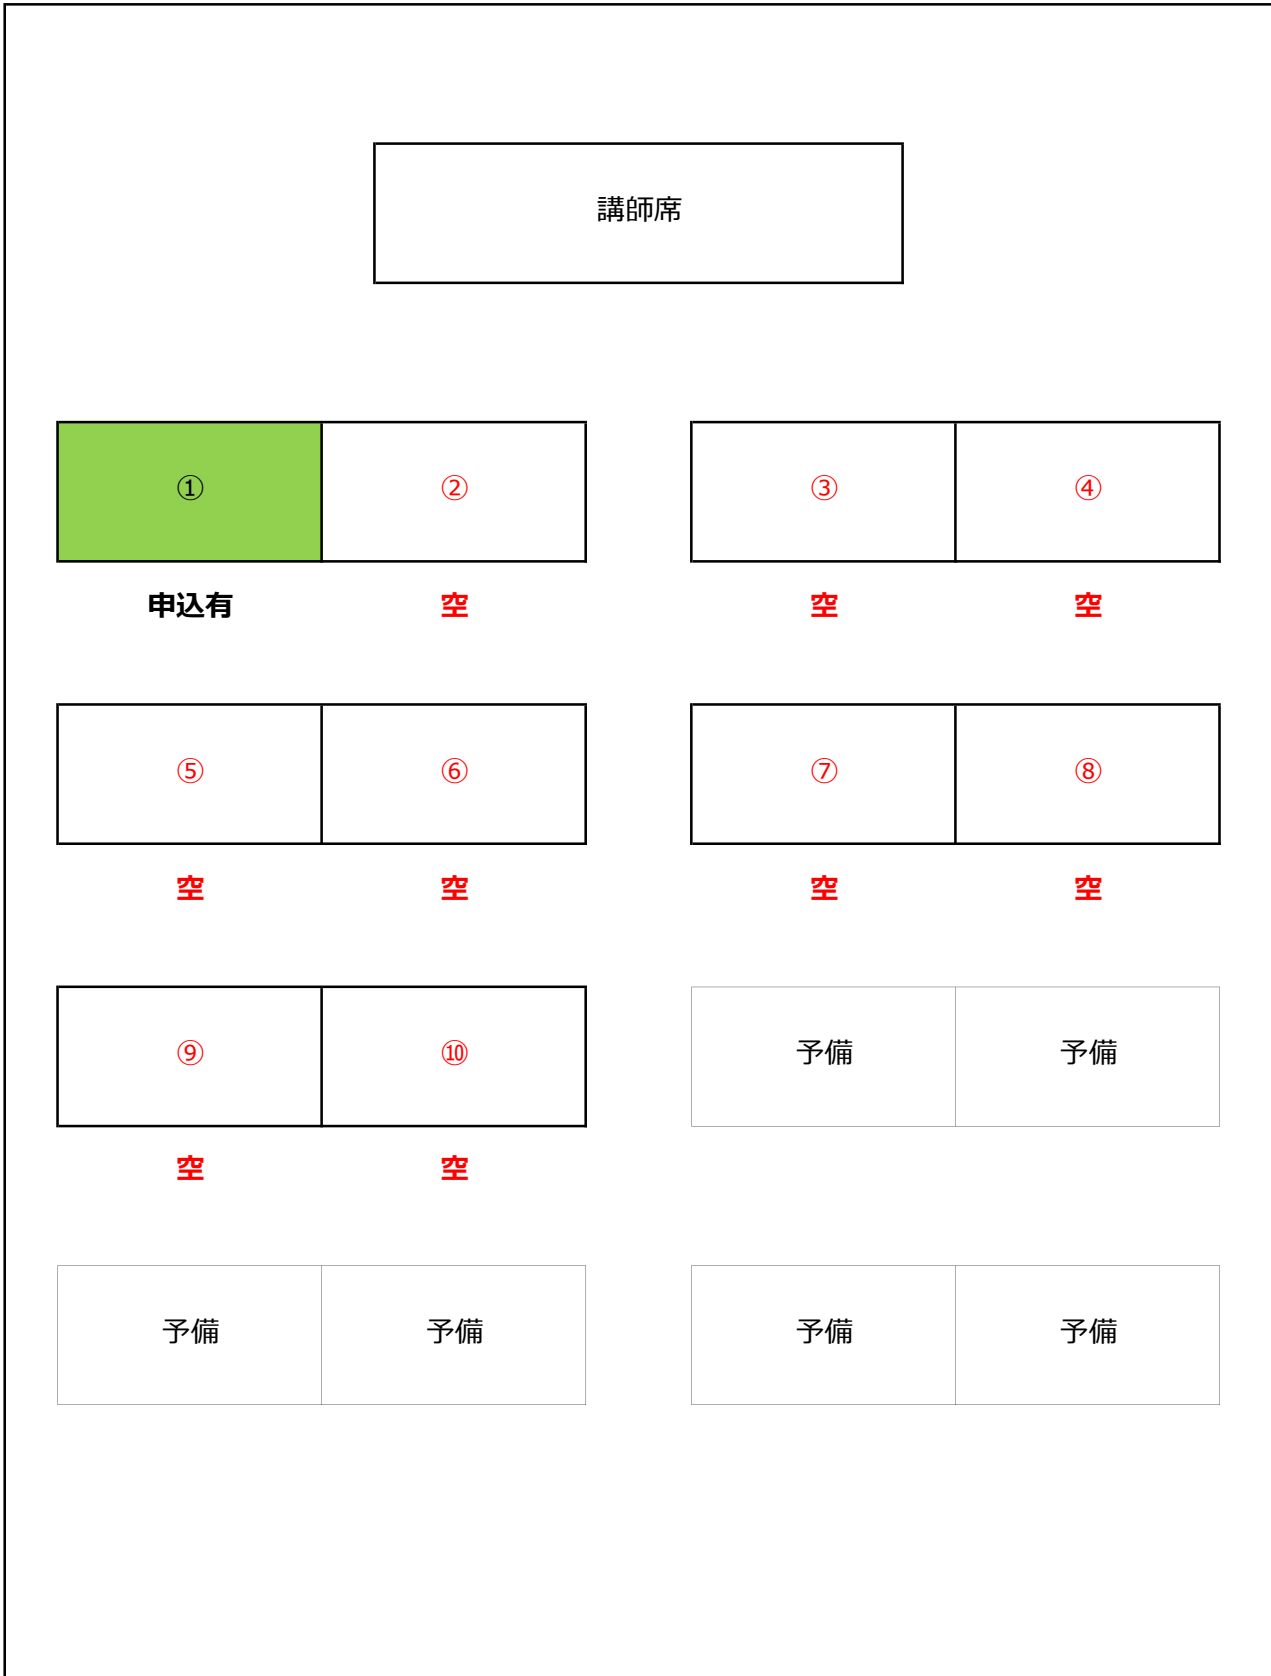 講師席
① ② ③ ④
申込有 空 空 空
⑤ ⑥ ⑦ ⑧
空 空 空 空
⑨ ⑩ 予備 予備
空 空
予備 予備 予備 予備